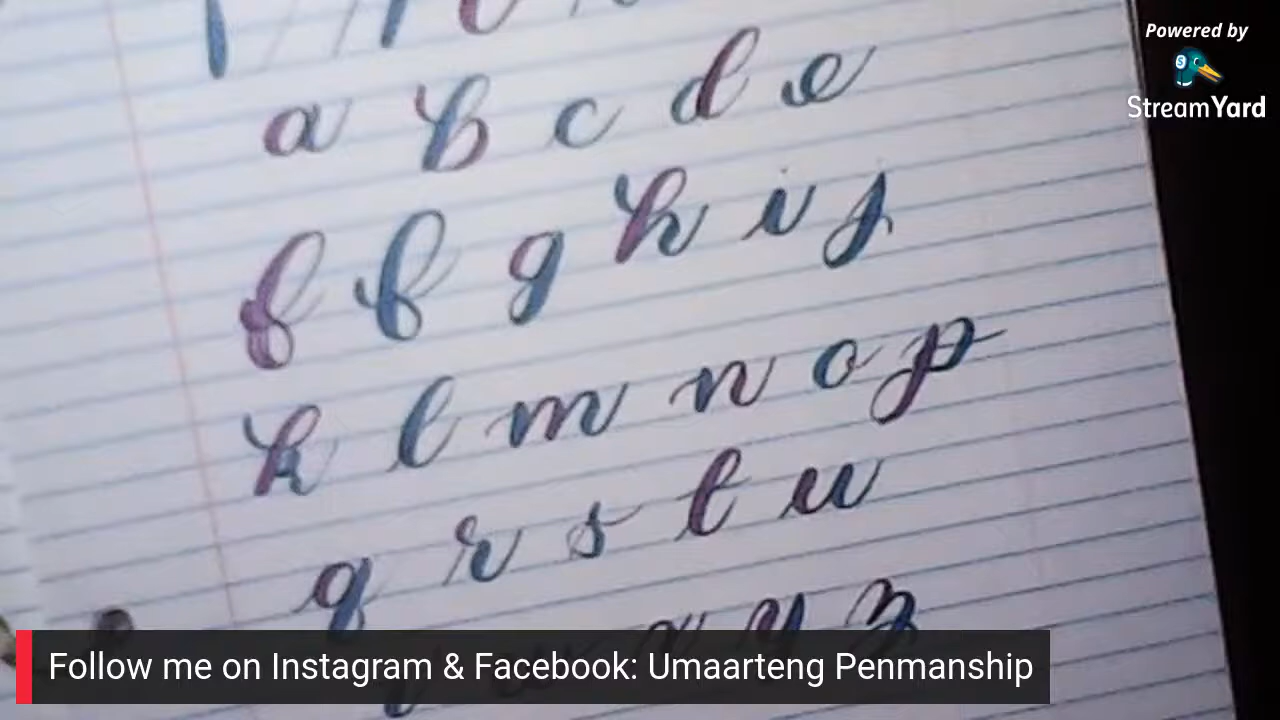 Powered by
StreamYard
a b c d e
f f g h i j
k l m n o p
q r s t u
x y z
Follow me on Instagram & Facebook: Umaarteng Penmanship